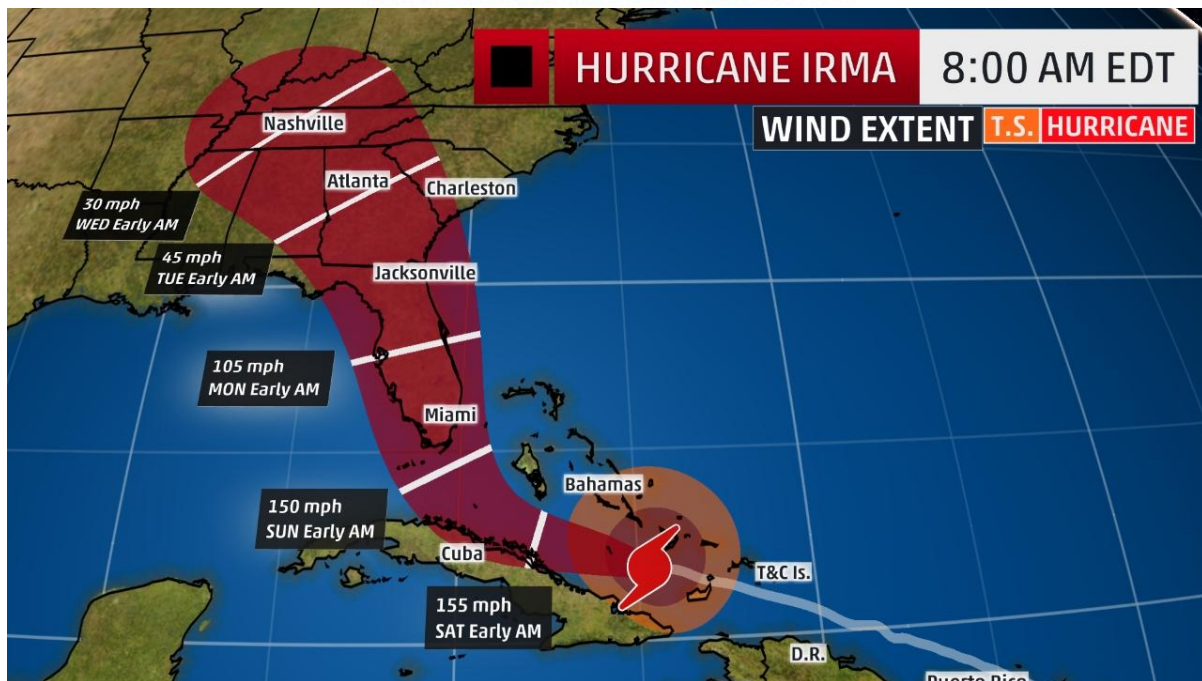 HURRICANE IRMA
8:00 AM EDT
WIND EXTENT T.S. HURRICANE
Nashville
Atlanta
Charleston
30 mph
WED Early AM
45 mph
TUE Early AM
Jacksonville
105 mph
MON Early AM
Miami
Bahamas
150 mph
SUN Early AM
Cuba
T&C Is.
155 mph
SAT Early AM
D.R.
Puerto Rico